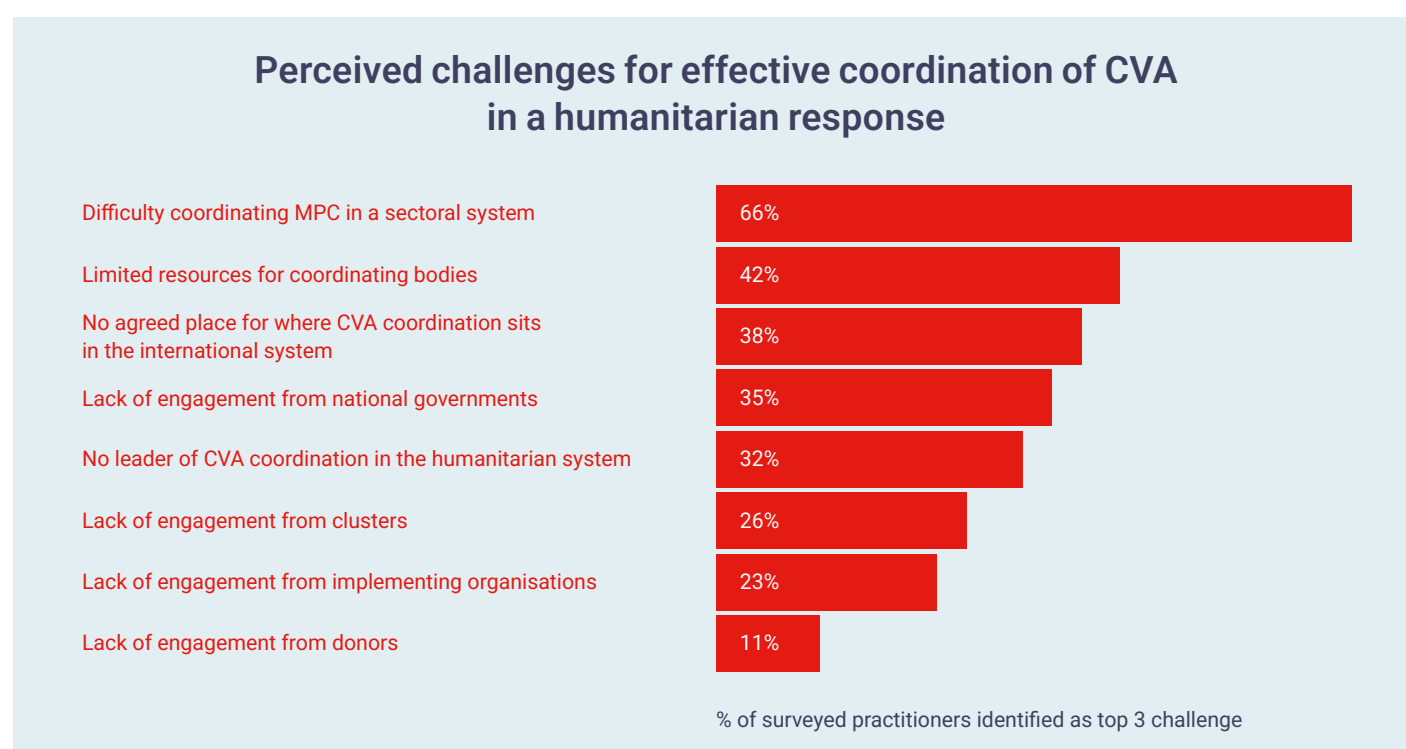 Perceived challenges for effective coordination of CVA
in a humanitarian response
Difficulty coordinating MPC in a sectoral system
66%
Limited resources for coordinating bodies
42%
No agreed place for where CVA coordination sits
in the international system
38%
Lack of engagement from national governments
35%
No leader of CVA coordination in the humanitarian system
32%
Lack of engagement from clusters
26%
Lack of engagement from implementing organisations
23%
Lack of engagement from donors
11%
% of surveyed practitioners identified as top 3 challenge